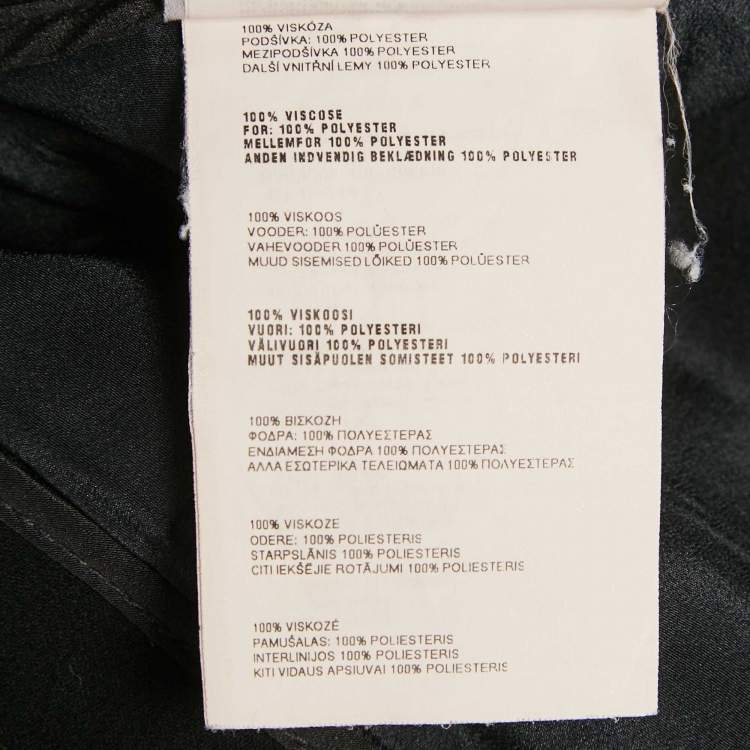 100% VISKÓZA
PODŠÍVKA: 100% POLYESTER
MEZIPODŠÍVKA 100% POLYESTER
DALŠÍ VNITŘNÍ LEMY 100% POLYESTER
100% VISCOSE
FOR: 100% POLYESTER
MELLEMFOR 100% POLYESTER
ANDEN INDVENDIG BEKLÆDNING 100% POLYESTER
100% VISKOOS
VOODER: 100% POLÜESTER
VAHEVOODER 100% POLÜESTER
MUUD SISEMISED LÕIKED 100% POLÜESTER
100% VISKOOSI
VUORI: 100% POLYESTERI
VÄLIVUORI 100% POLYESTERI
MUUT SISÄPUOLEN SOMISTEET 100% POLYESTERI
100% ΒΙΣΚΟΖΗ
ΦΟΔΡΑ: 100% ΠΟΛΥΕΣΤΕΡΑΣ
ΕΝΔΙΑΜΕΣΗ ΦΟΔΡΑ 100% ΠΟΛΥΕΣΤΕΡΑΣ
ΑΛΛΑ ΕΣΩΤΕΡΙΚΑ ΤΕΛΕΙΩΜΑΤΑ 100% ΠΟΛΥΕΣΤΕΡΑΣ
100% VISKOZE
ODERE: 100% POLIESTERIS
STARPSLĀNIS 100% POLIESTERIS
CITI IEKŠĒJIE ROTĀJUMI 100% POLIESTERIS
100% VISKOZĖ
PAMUŠALAS: 100% POLIESTERIS
INTERLINIJOS 100% POLIESTERIS
KITI VIDAUS APSIUVAI 100% POLIESTERIS